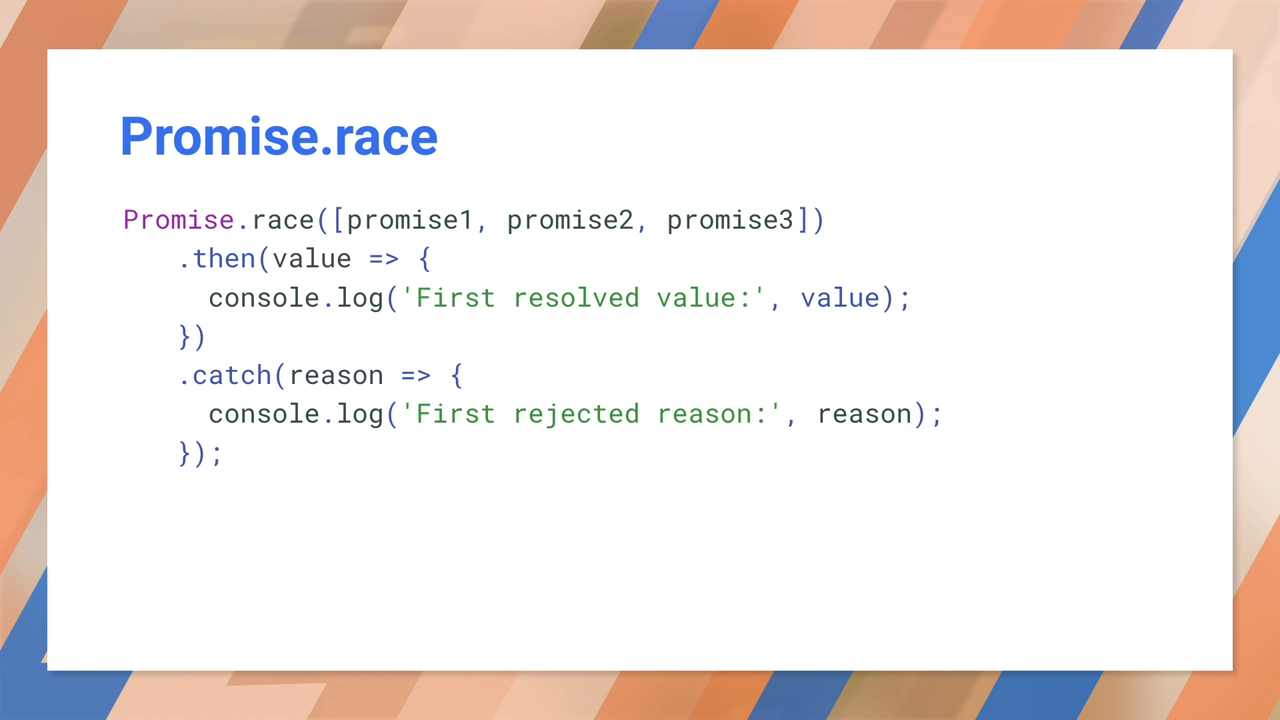 Promise.race
Promise.race([promise1, promise2, promise3])
.then(value => {
console.log('First resolved value:', value);
})
.catch(reason => {
console.log('First rejected reason:', reason);
});